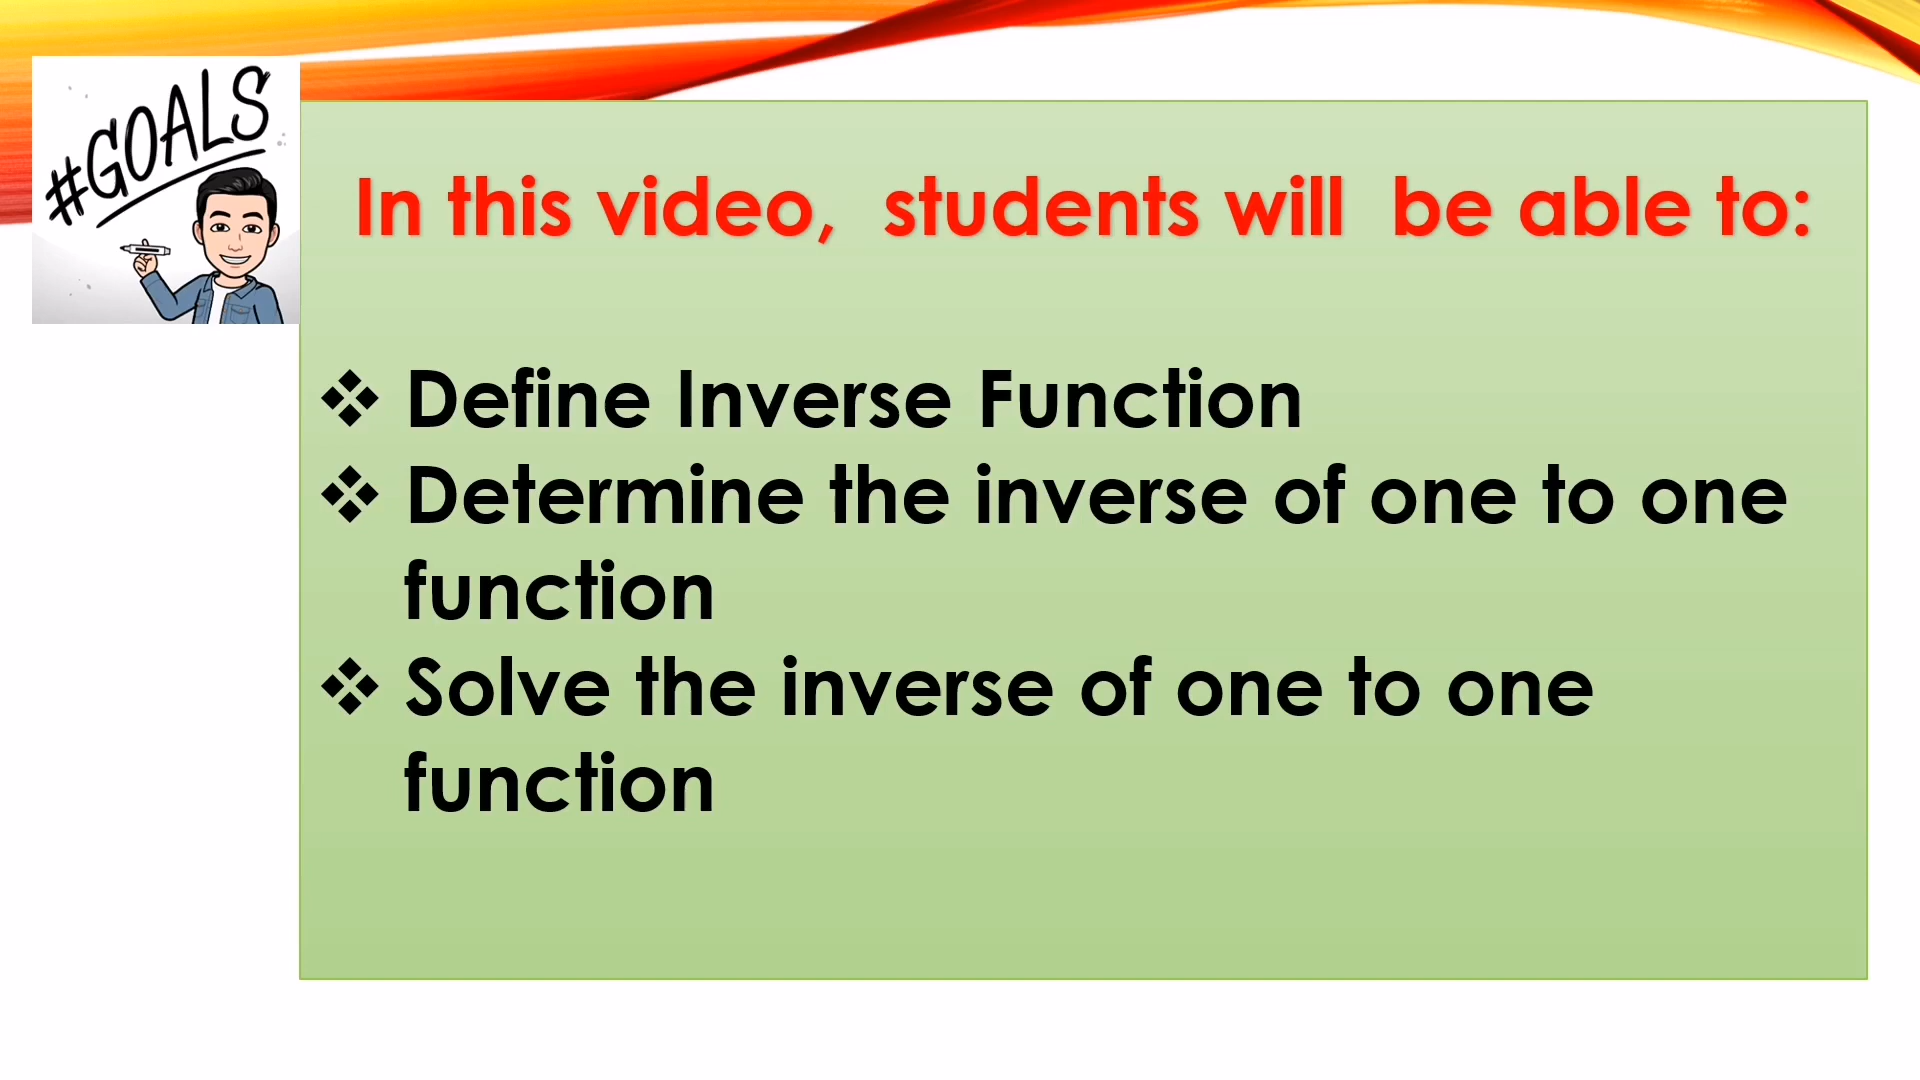 #GOALS
In this video, students will be able to:
❖ Define Inverse Function
❖ Determine the inverse of one to one
function
❖ Solve the inverse of one to one
function